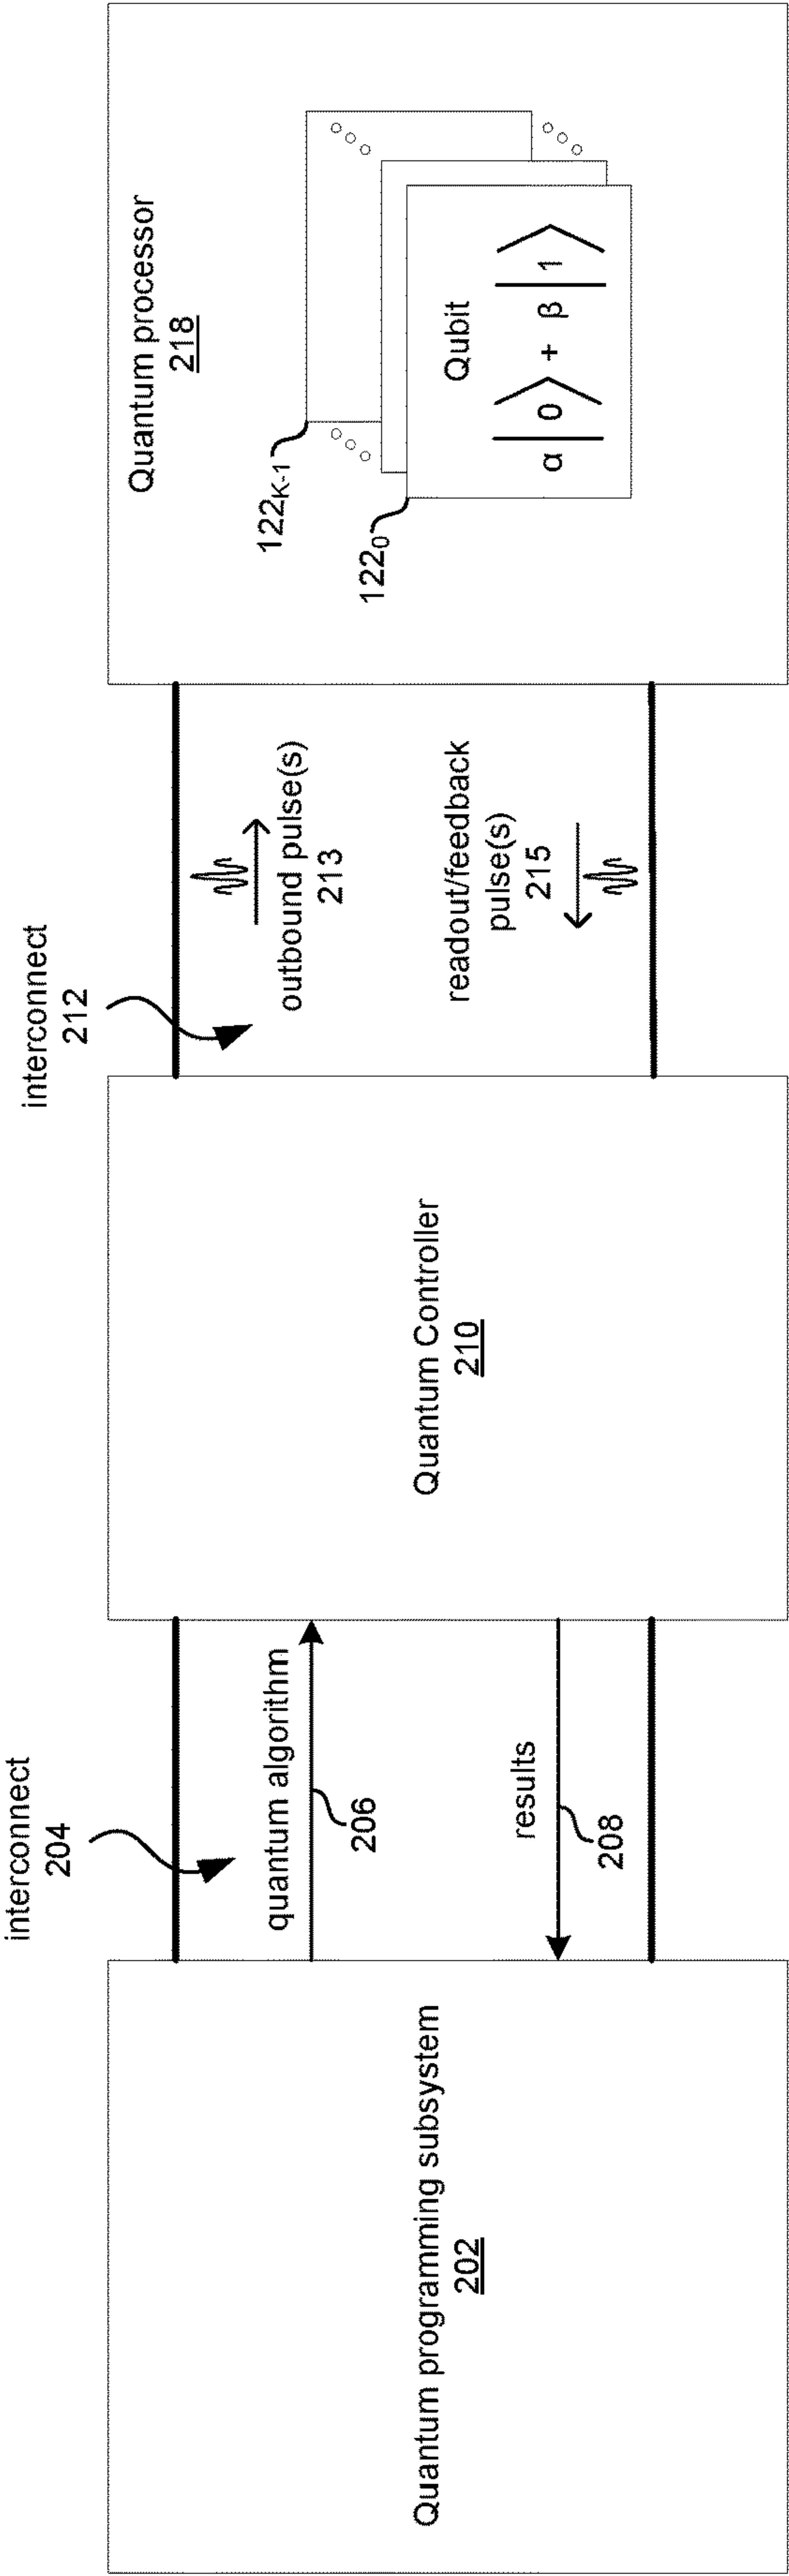 interconnect
204
interconnect
212
Quantum programming subsystem
202
quantum algorithm
206
results
208
Quantum Controller
210
outbound pulse(s)
213
readout/feedback
pulse(s)
215
Quantum processor
218
122K-1
1220
Qubit
α|0〉 + β|1〉